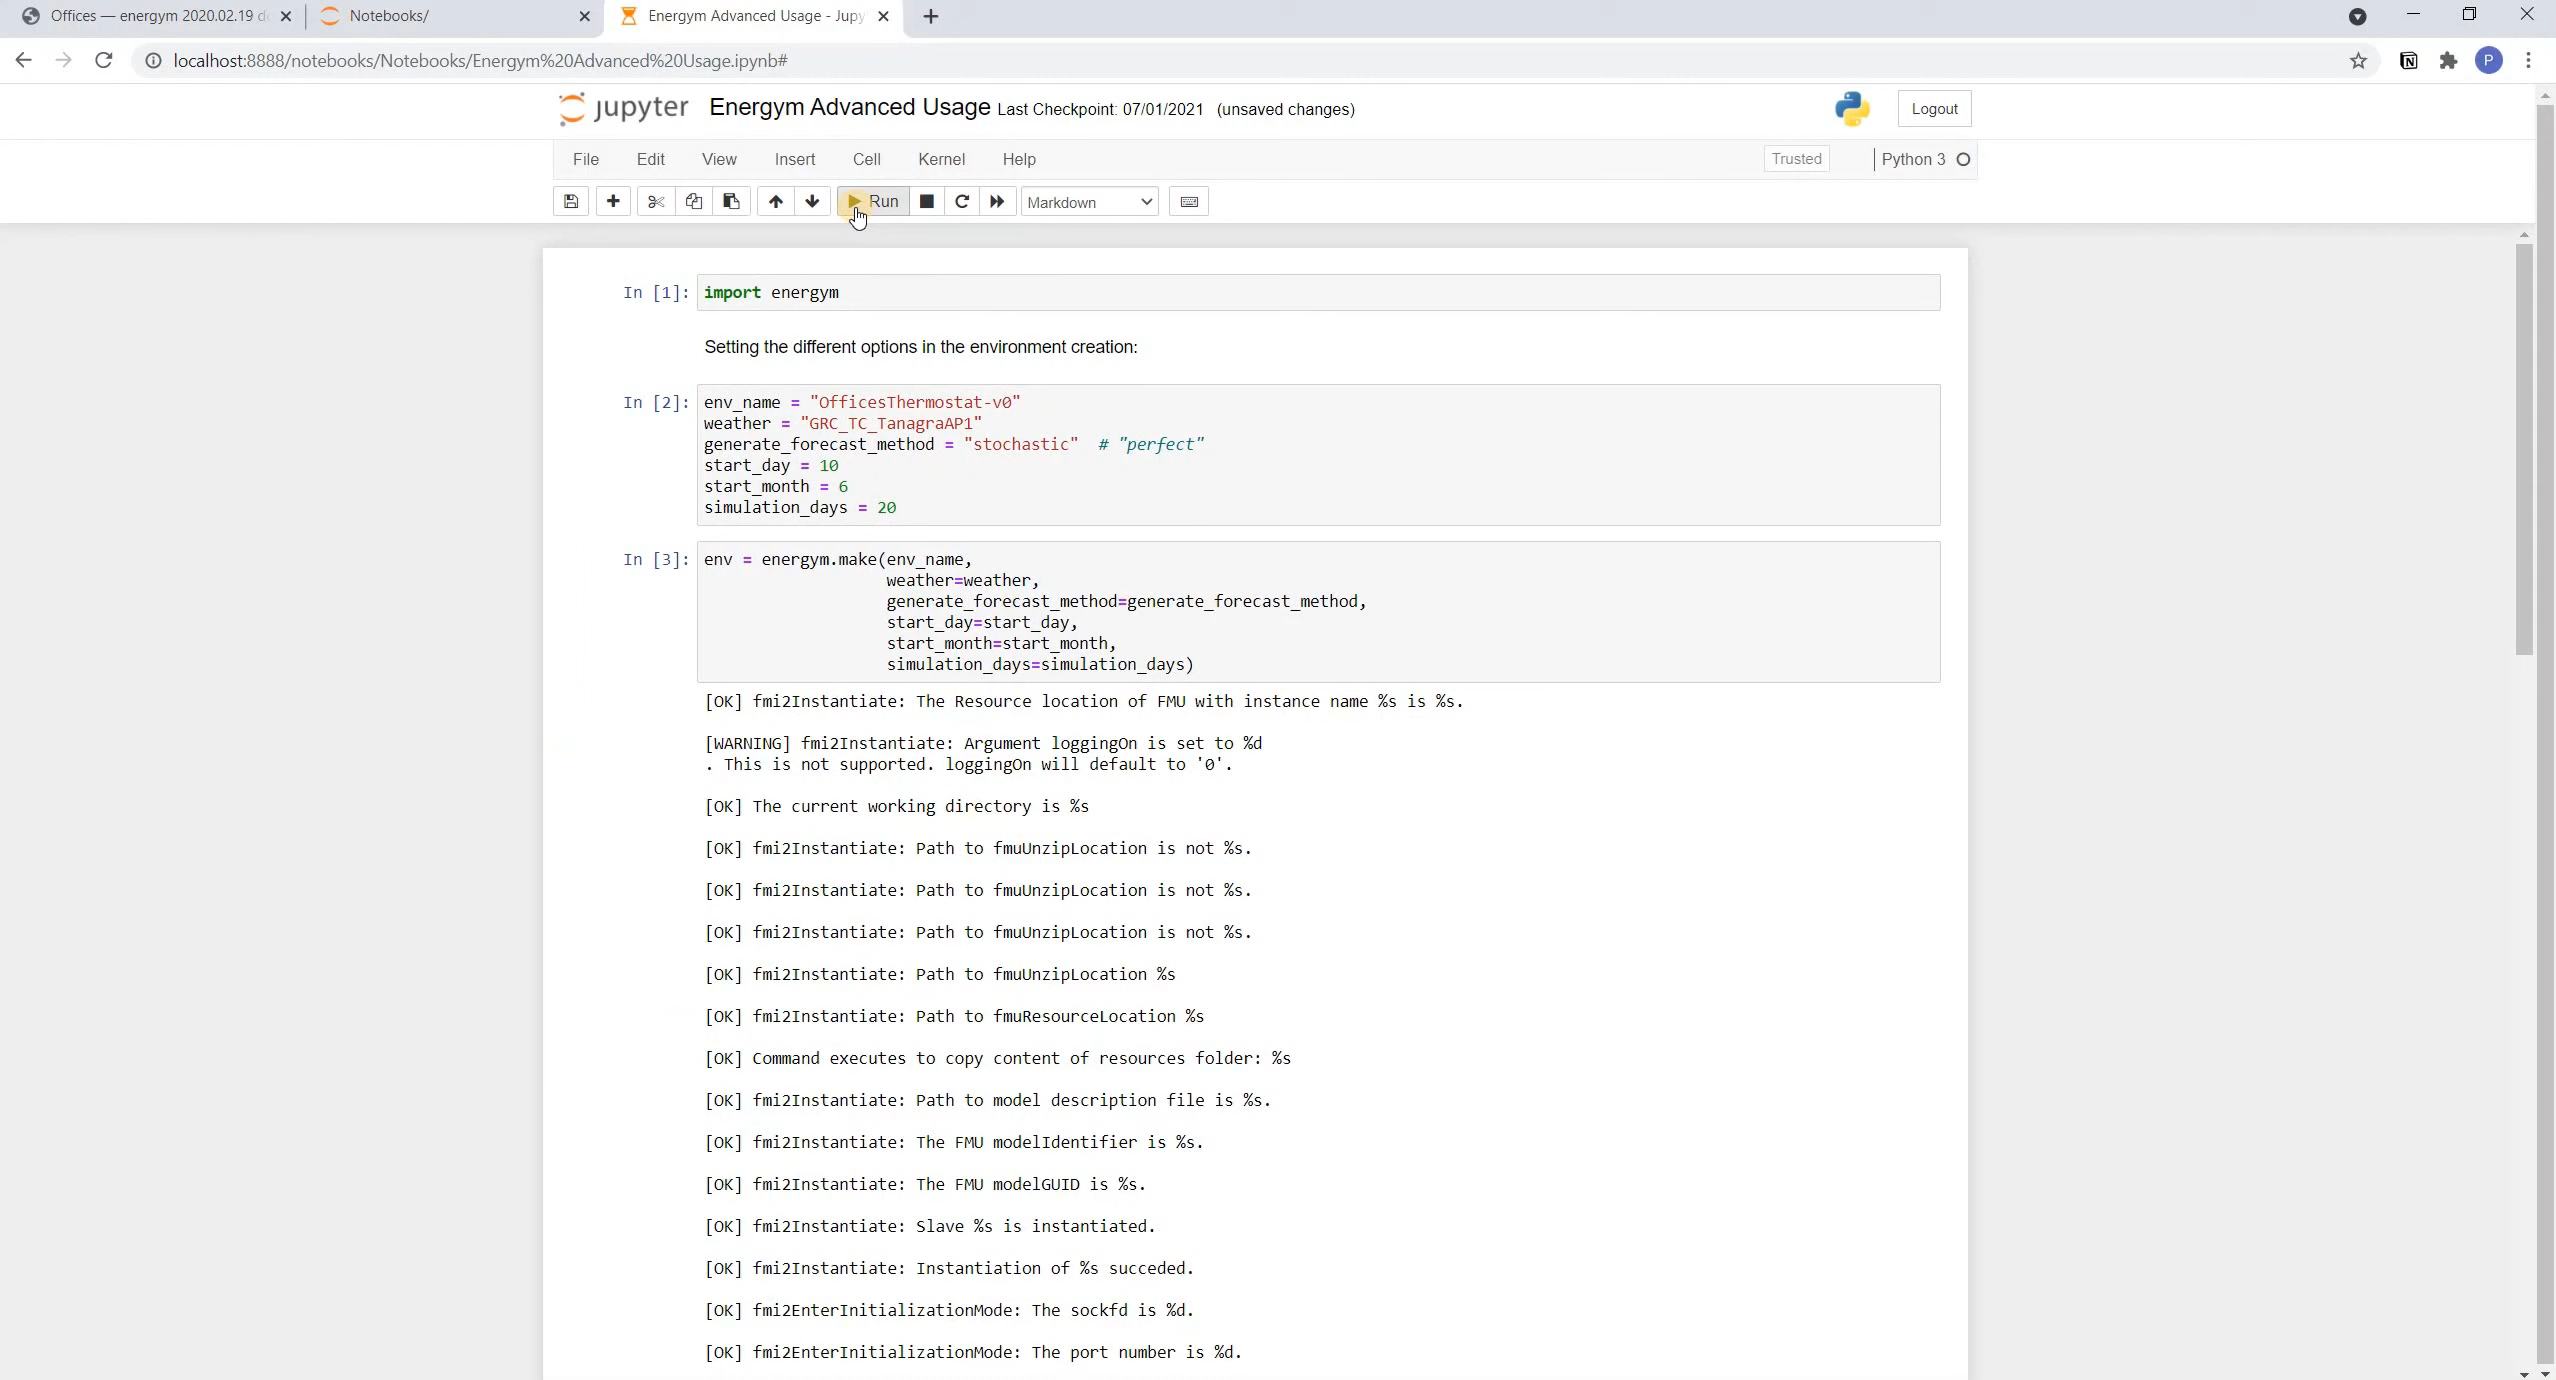 Offices — energym 2020.02.19 d
Notebooks/
Energym Advanced Usage - Jupy
localhost:8888/notebooks/Notebooks/Energym%20Advanced%20Usage.ipynb#
P
jupyter Energym Advanced Usage Last Checkpoint: 07/01/2021 (unsaved changes)
Logout
File Edit View Insert Cell Kernel Help
Trusted
Python 3
Run
Markdown
In [1]: import energym
Setting the different options in the environment creation:
In [2]: env_name = "OfficesThermostat-v0"
weather = "GRC_TC_TanagraAP1"
generate_forecast_method = "stochastic"  # "perfect"
start_day = 10
start_month = 6
simulation_days = 20
In [3]: env = energym.make(env_name,
weather=weather,
generate_forecast_method=generate_forecast_method,
start_day=start_day,
start_month=start_month,
simulation_days=simulation_days)
[OK] fmi2Instantiate: The Resource location of FMU with instance name %s is %s.
[WARNING] fmi2Instantiate: Argument loggingOn is set to %d
. This is not supported. loggingOn will default to '0'.
[OK] The current working directory is %s
[OK] fmi2Instantiate: Path to fmuUnzipLocation is not %s.
[OK] fmi2Instantiate: Path to fmuUnzipLocation is not %s.
[OK] fmi2Instantiate: Path to fmuUnzipLocation is not %s.
[OK] fmi2Instantiate: Path to fmuUnzipLocation %s
[OK] fmi2Instantiate: Path to fmuResourceLocation %s
[OK] Command executes to copy content of resources folder: %s
[OK] fmi2Instantiate: Path to model description file is %s.
[OK] fmi2Instantiate: The FMU modelIdentifier is %s.
[OK] fmi2Instantiate: The FMU modelGUID is %s.
[OK] fmi2Instantiate: Slave %s is instantiated.
[OK] fmi2Instantiate: Instantiation of %s succeded.
[OK] fmi2EnterInitializationMode: The sockfd is %d.
[OK] fmi2EnterInitializationMode: The port number is %d.